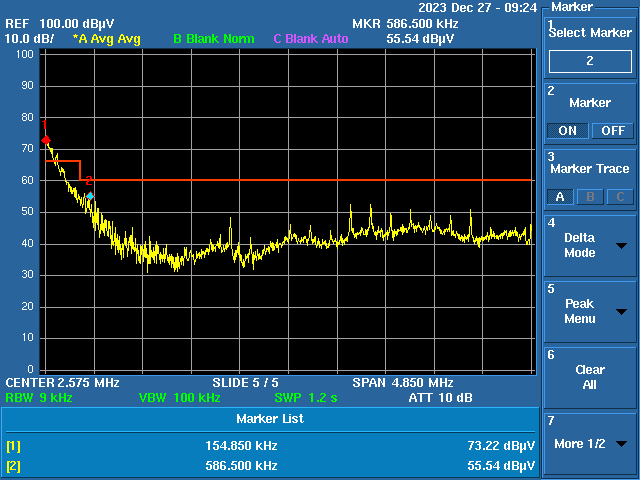 2023 Dec 27 - 09:24
Marker
REF 100.00 dBµV
MKR 586.500 kHz
10.0 dB/ *A Avg Avg B Blank Norm C Blank Auto 55.54 dBµV
1
Select Marker
2
2
Marker
ON OFF
3
Marker Trace
A B C
4
Delta
Mode
5
Peak
Menu
6
Clear
All
7
More 1/2
100
90
80
70
60
50
40
30
20
10
0
1
2
CENTER 2.575 MHz SLIDE 5 / 5 SPAN 4.850 MHz
RBW 9 kHz VBW 100 kHz SWP 1.2 s ATT 10 dB
Marker List
[1] 154.850 kHz 73.22 dBµV
[2] 586.500 kHz 55.54 dBµV